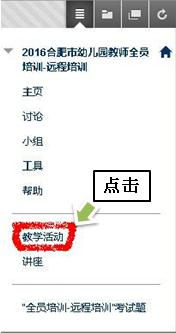 2016合肥市幼儿园教师全员
培训-远程培训
主页
讨论
小组
工具
帮助
点击
教学活动
讲座
"全员培训-远程培训"考试题